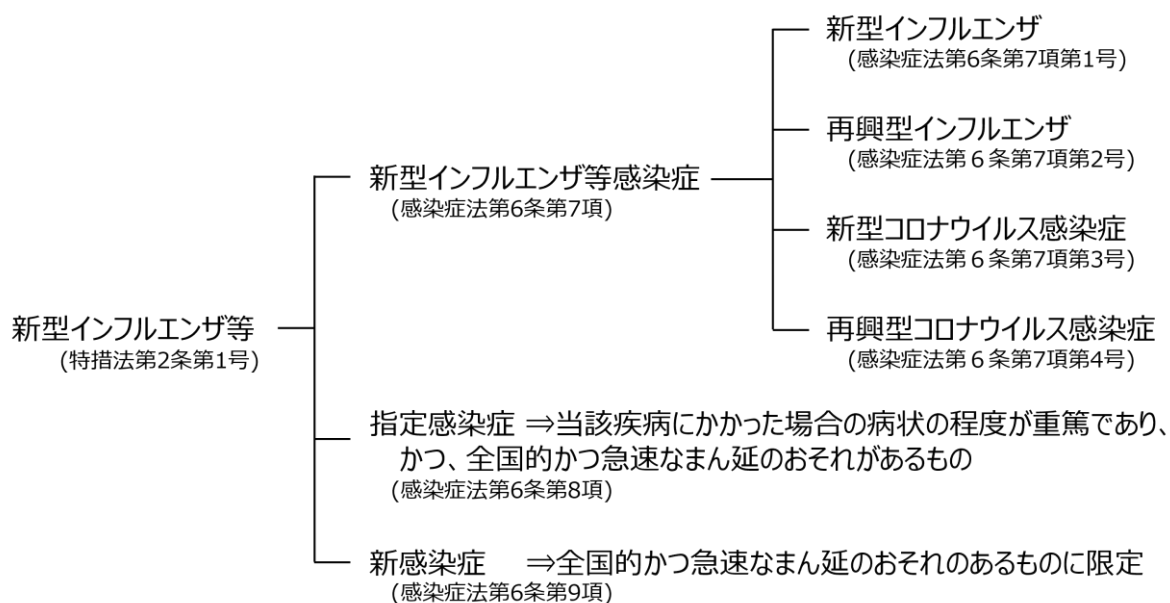 新型インフルエンザ
(感染症法第6条第7項第1号)
再興型インフルエンザ
(感染症法第６条第7項第2号)
新型インフルエンザ等感染症
(感染症法第6条第7項)
新型コロナウイルス感染症
(感染症法第６条第7項第3号)
再興型コロナウイルス感染症
(感染症法第６条第7項第4号)
新型インフルエンザ等
(特措法第2条第1号)
指定感染症 ⇒当該疾病にかかった場合の病状の程度が重篤であり、
かつ、全国的かつ急速なまん延のおそれがあるもの
(感染症法第6条第8項)
新感染症 ⇒全国的かつ急速なまん延のおそれのあるものに限定
(感染症法第6条第9項)